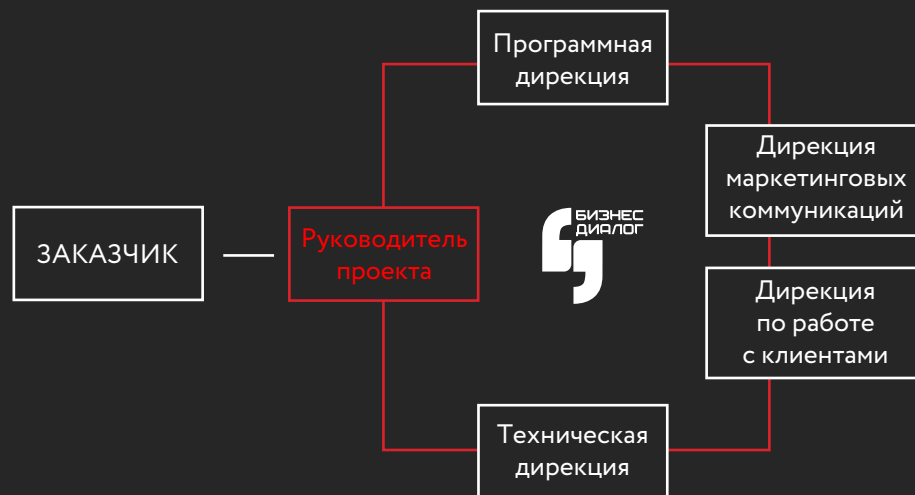 Программная
дирекция
Дирекция
маркетинговых
коммуникаций
ЗАКАЗЧИК
Руководитель
проекта
БИЗНЕС
ДИАЛОГ
Дирекция
по работе
с клиентами
Техническая
дирекция